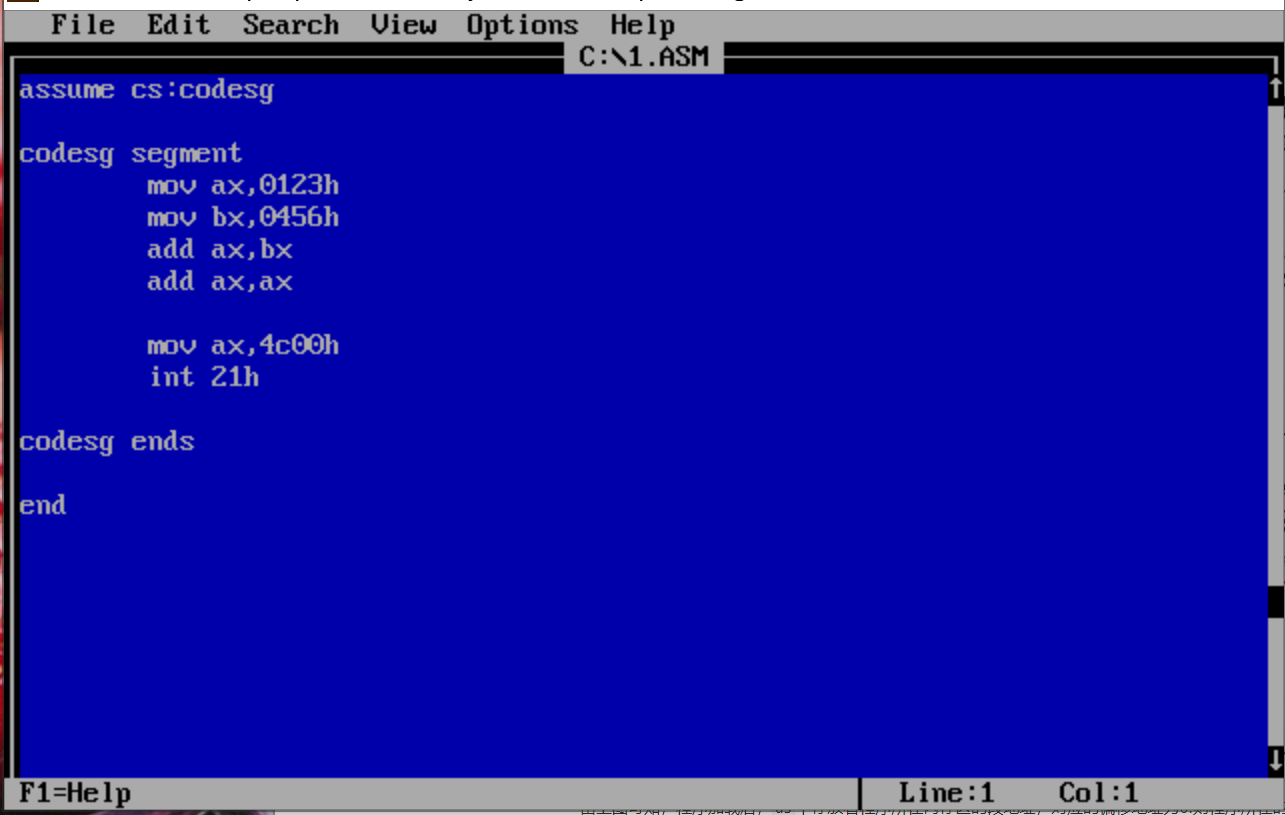 File Edit Search View Options Help
C:\1.ASM
assume cs:codesg
codesg segment
mov ax,0123h
mov bx,0456h
add ax,bx
add ax,ax
mov ax,4c00h
int 21h
codesg ends
end
F1=Help
Line:1 Col:1